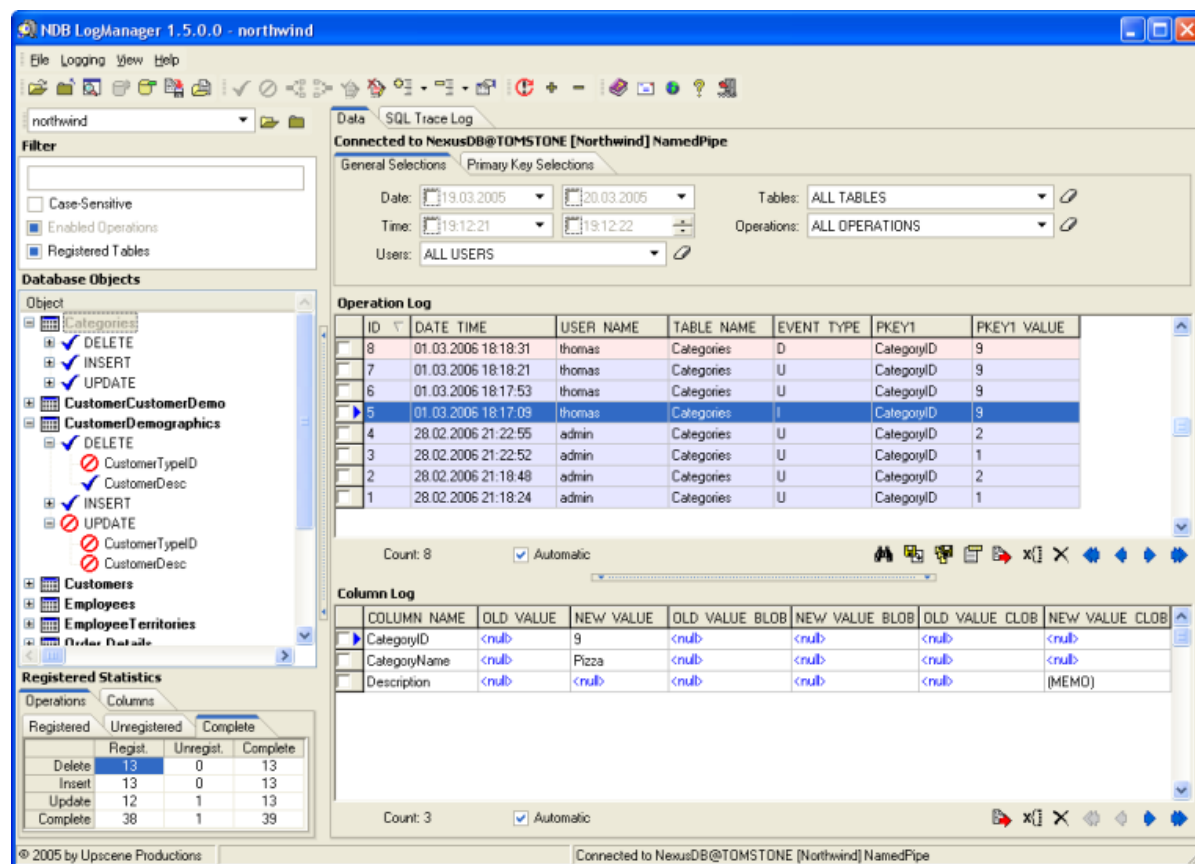 NDB LogManager 1.5.0.0 - northwind
File Logging View Help
northwind
Filter
Case-Sensitive
Enabled Operations
Registered Tables
Database Objects
Object
Categories
DELETE
INSERT
UPDATE
CustomerCustomerDemo
CustomerDemographics
DELETE
CustomerTypeID
CustomerDesc
INSERT
UPDATE
CustomerTypeID
CustomerDesc
Customers
Employees
EmployeeTerritories
Order Details
Registered Statistics
Operations Columns
Registered Unregistered Complete
Regist. Unregist. Complete
Delete 13 0 13
Insert 13 0 13
Update 12 1 13
Complete 38 1 39
Data SQL Trace Log
Connected to NexusDB@TOMSTONE [Northwind] NamedPipe
General Selections Primary Key Selections
Date: 19.03.2005 20.03.2005 Tables: ALL TABLES
Time: 19:12:21 19:12:22 Operations: ALL OPERATIONS
Users: ALL USERS
Operation Log
ID DATE TIME USER NAME TABLE NAME EVENT TYPE PKEY1 PKEY1 VALUE
8 01.03.2006 18:18:31 thomas Categories D CategoryID 9
7 01.03.2006 18:18:21 thomas Categories U CategoryID 9
6 01.03.2006 18:17:53 thomas Categories U CategoryID 9
5 01.03.2006 18:17:09 thomas Categories I CategoryID 9
4 28.02.2006 21:22:55 admin Categories U CategoryID 2
3 28.02.2006 21:22:52 admin Categories U CategoryID 1
2 28.02.2006 21:18:48 admin Categories U CategoryID 2
1 28.02.2006 21:18:24 admin Categories U CategoryID 1
Count: 8 Automatic
Column Log
COLUMN NAME OLD VALUE NEW VALUE OLD VALUE BLOB NEW VALUE BLOB OLD VALUE CLOB NEW VALUE CLOB
CategoryID <null> 9 <null> <null> <null> <null>
CategoryName <null> Pizza <null> <null> <null> <null>
Description <null> <null> <null> <null> <null> (MEMO)
Count: 3 Automatic
© 2005 by Upscene Productions Connected to NexusDB@TOMSTONE [Northwind] NamedPipe